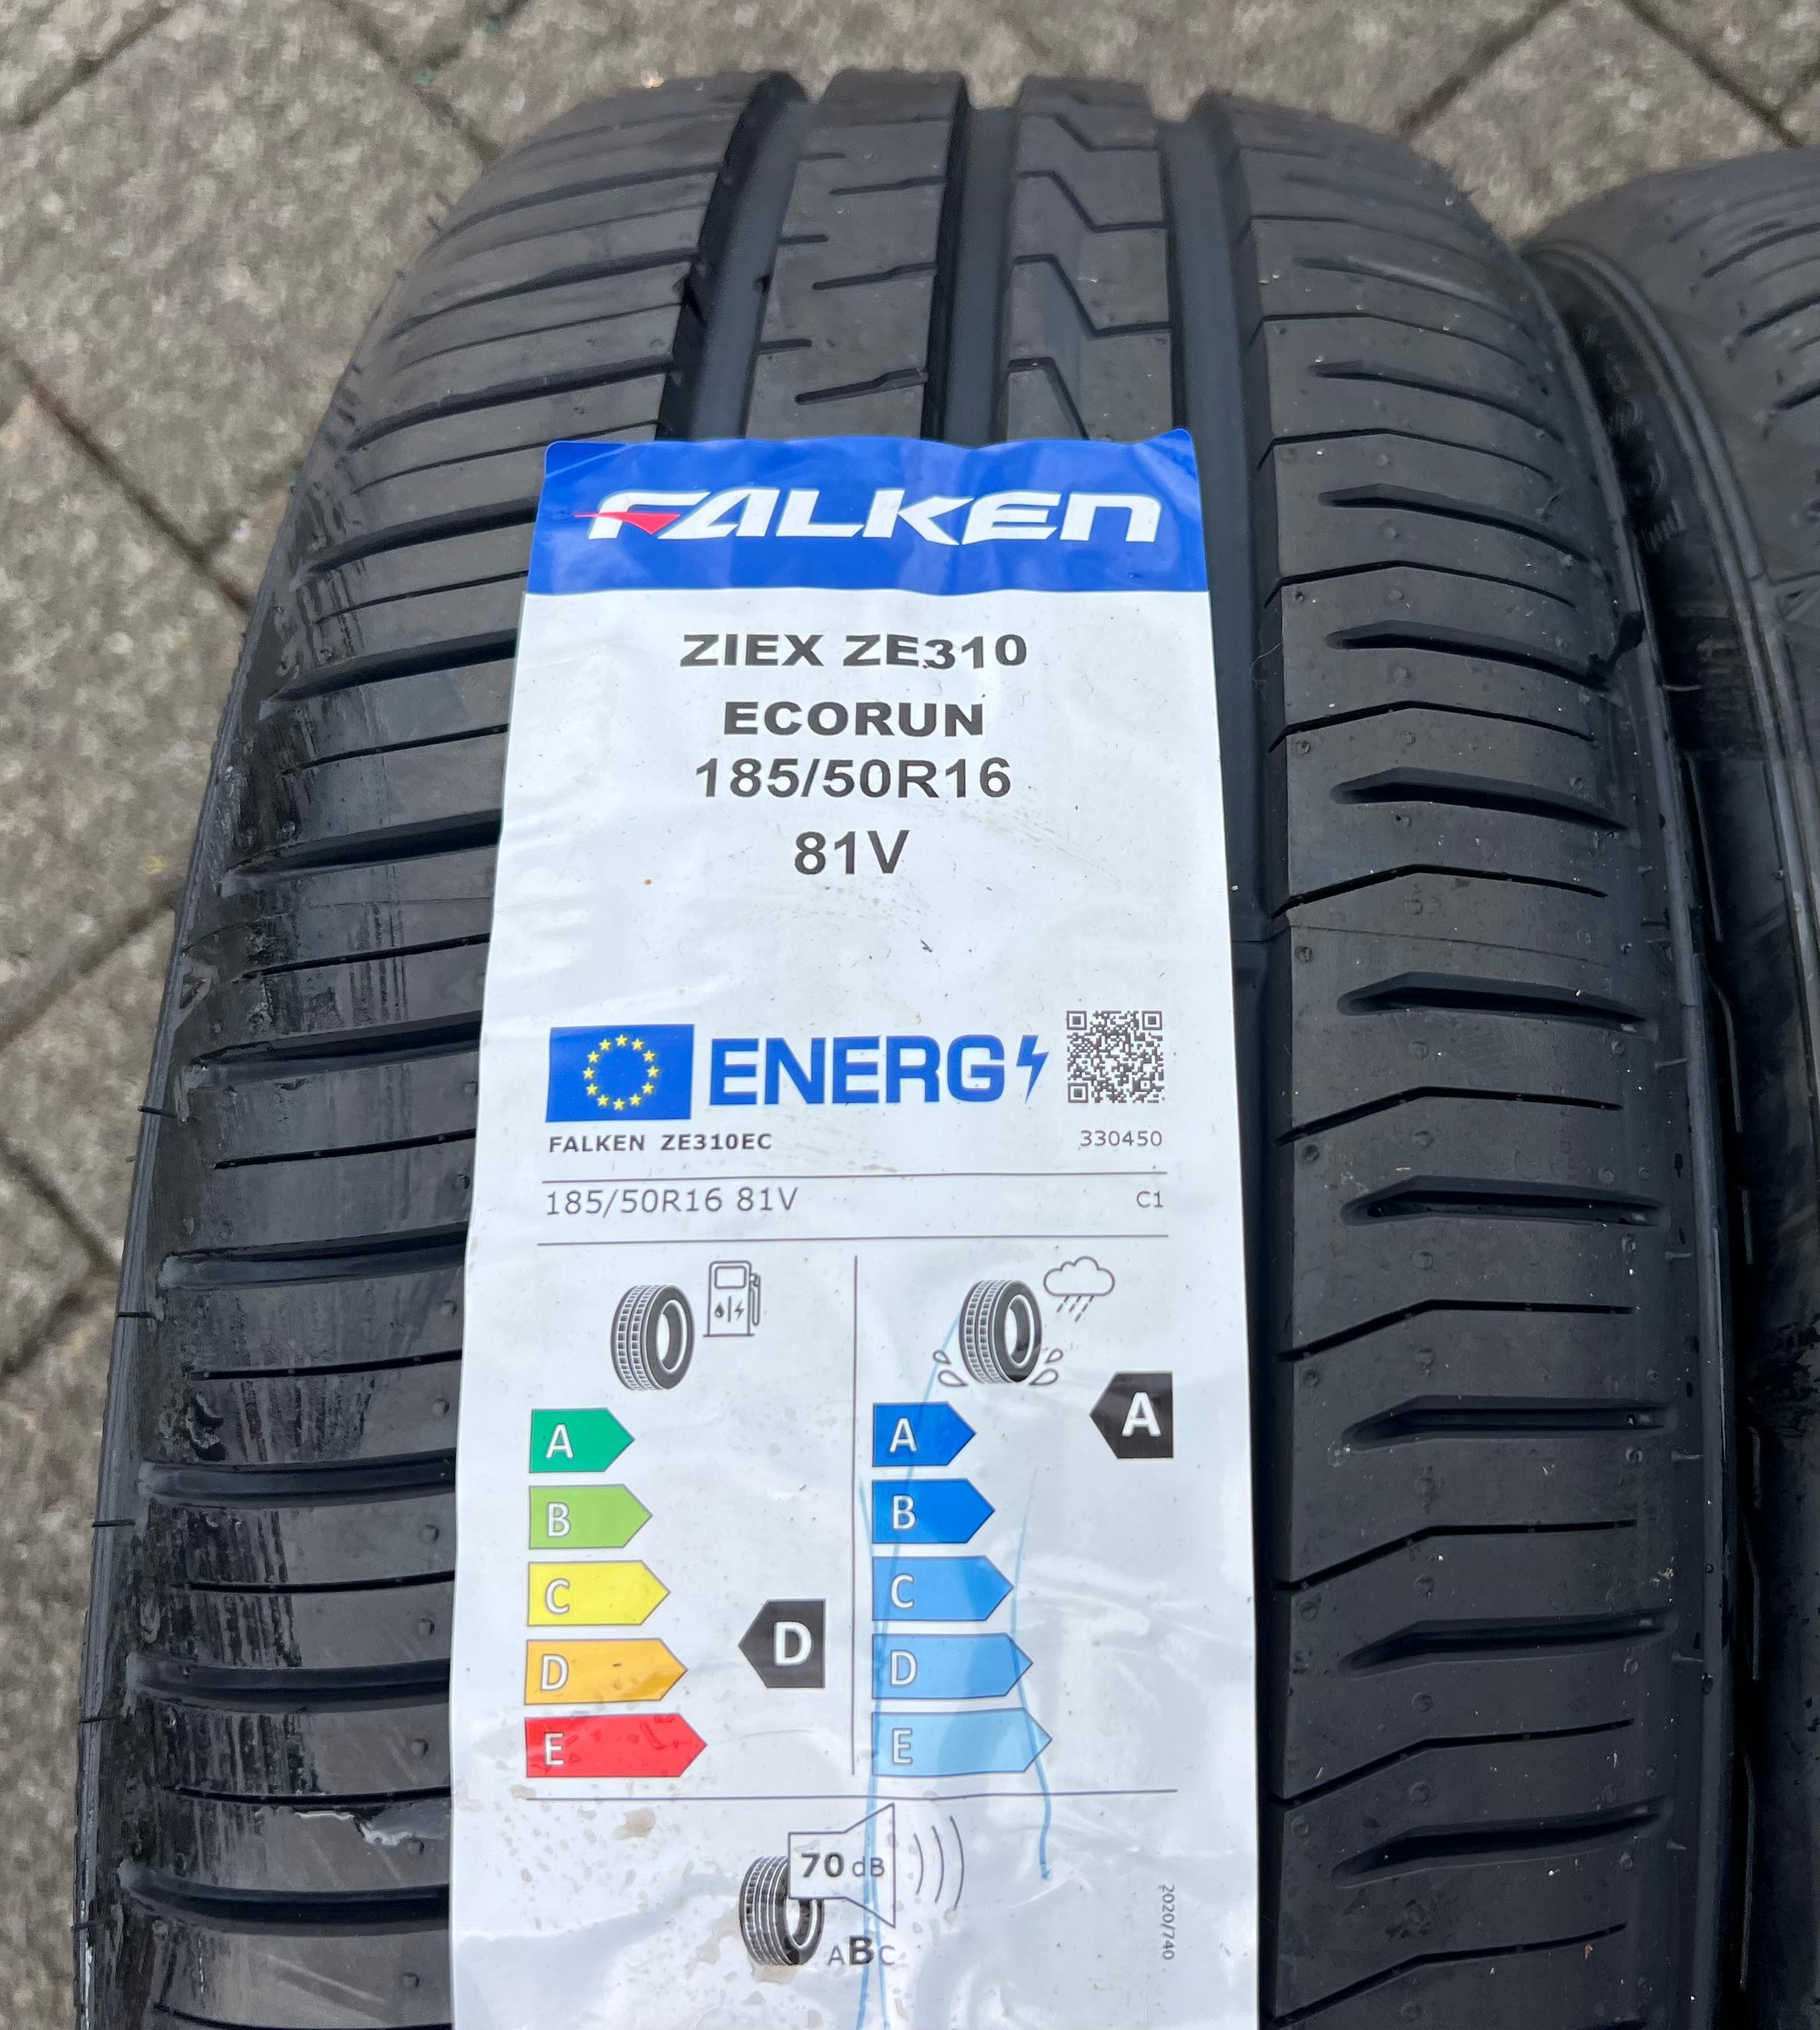 FALKEN
ZIEX ZE310
ECORUN
185/50R16
81V
ENERG
FALKEN ZE310EC
330450
185/50R16 81V
C1
A
B
C
D
E
D
A
B
C
D
E
A
70 dB
ABC
2020/740